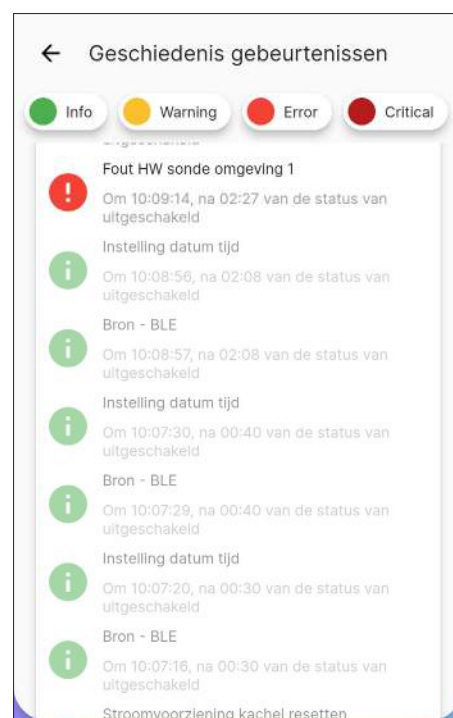 Geschiedenis gebeurtenissen
Info
Warning
Error
Critical
Fout HW sonde omgeving 1
Om 10:09:14, na 02:27 van de status van
uitgeschakeld
Instelling datum tijd
Om 10:08:56, na 02:08 van de status van
uitgeschakeld
Bron - BLE
Om 10:08:57, na 02:08 van de status van
uitgeschakeld
Instelling datum tijd
Om 10:07:30, na 00:40 van de status van
uitgeschakeld
Bron - BLE
Om 10:07:29, na 00:40 van de status van
uitgeschakeld
Instelling datum tijd
Om 10:07:20, na 00:30 van de status van
uitgeschakeld
Bron - BLE
Om 10:07:16, na 00:30 van de status van
uitgeschakeld
Stroomvoorziening kachel resetten